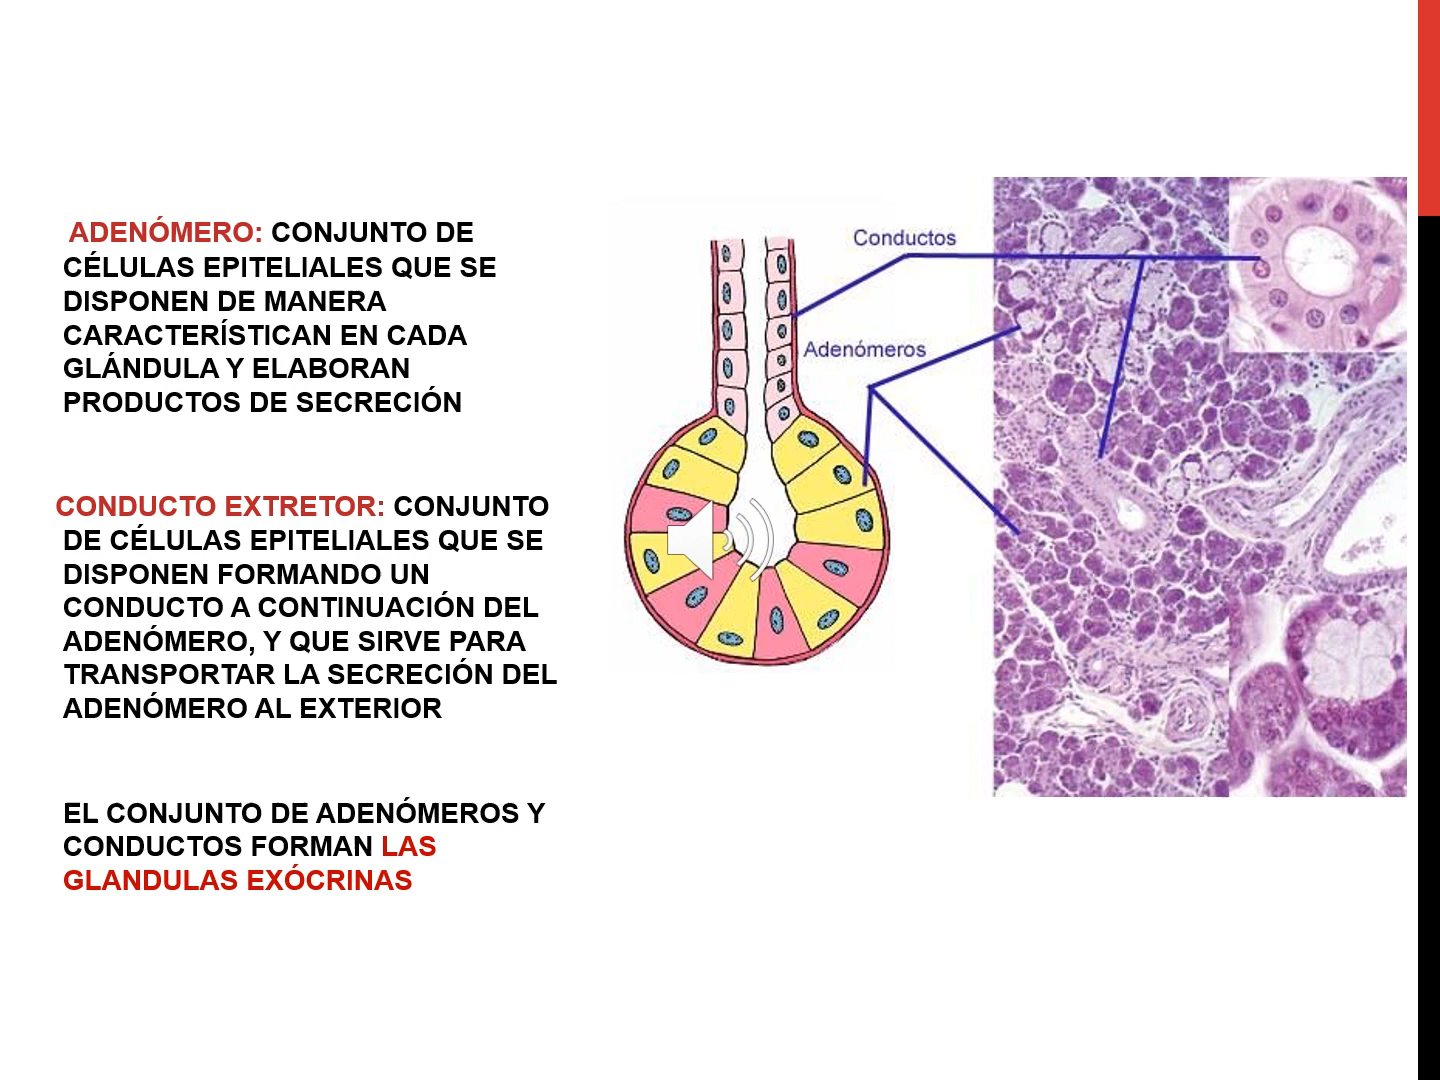 ADENÓMERO: CONJUNTO DE
CÉLULAS EPITELIALES QUE SE
DISPONEN DE MANERA
CARACTERÍSTICAN EN CADA
GLÁNDULA Y ELABORAN
PRODUCTOS DE SECRECIÓN
CONDUCTO EXTRETOR: CONJUNTO
DE CÉLULAS EPITELIALES QUE SE
DISPONEN FORMANDO UN
CONDUCTO A CONTINUACIÓN DEL
ADENÓMERO, Y QUE SIRVE PARA
TRANSPORTAR LA SECRECIÓN DEL
ADENÓMERO AL EXTERIOR
EL CONJUNTO DE ADENÓMEROS Y
CONDUCTOS FORMAN LAS
GLANDULAS EXÓCRINAS
Conductos
Adenómeros